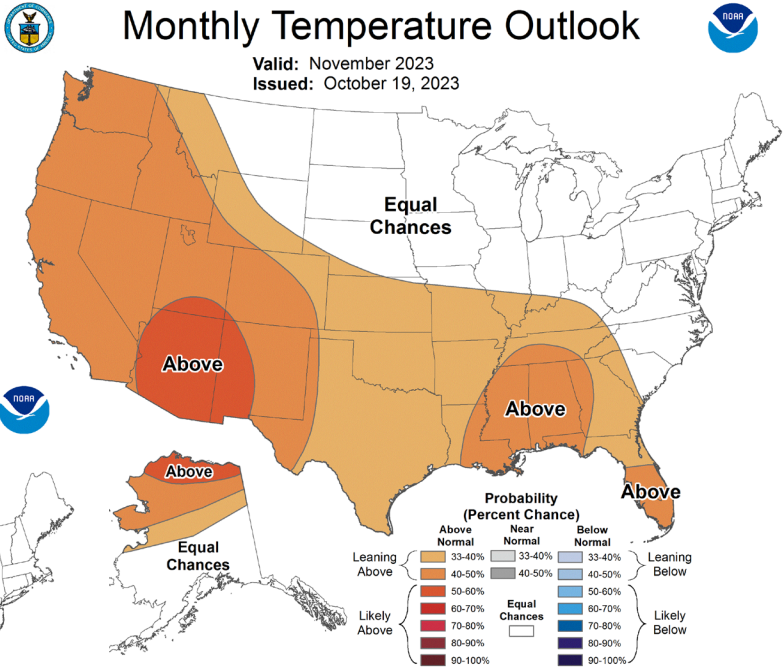 Monthly Temperature Outlook
NOAA
Valid: November 2023
Issued: October 19, 2023
Equal
Chances
Above
Above
NOAA
Above
Above
Equal
Chances
Probability
(Percent Chance)
Above
Normal
Near
Normal
Below
Normal
Leaning
Above
33-40%
33-40%
33-40%
Leaning
Below
40-50%
40-50%
40-50%
Likely
Above
50-60%
60-70%
70-80%
80-90%
90-100%
Equal
Chances
50-60%
60-70%
70-80%
80-90%
90-100%
Likely
Below